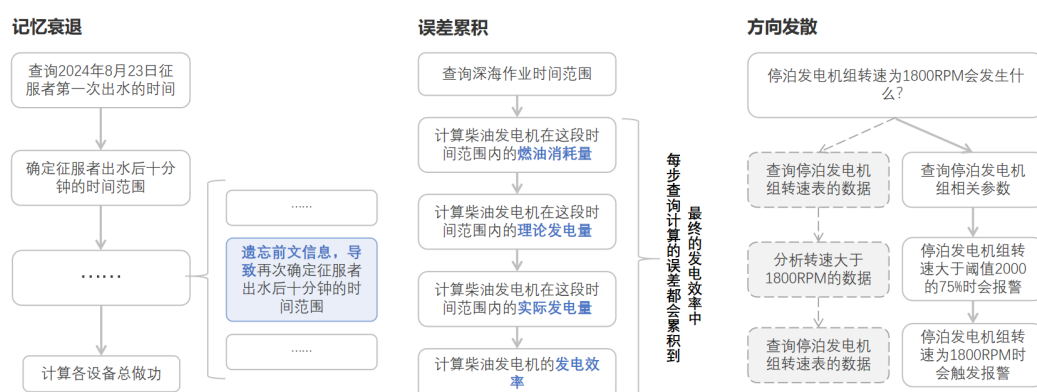 记忆衰退
查询2024年8月23日征
服者第一次出水的时间
确定征服者出水后十分
钟的时间范围
……
计算各设备总做功
……
遗忘前文信息，导
致再次确定征服者
出水后十分钟的时
间范围
……
误差累积
查询深海作业时间范围
计算柴油发电机在这段时
间范围内的燃油消耗量
计算柴油发电机在这段时
间范围内的理论发电量
计算柴油发电机在这段时
间范围内的实际发电量
计算柴油发电机的发电效
率
每步查询计算的误差都会累积到
最终的发电效率中
方向发散
停泊发电机组转速为1800RPM会发生什
么？
查询停泊发电机
组转速表的数据
分析转速大于
1800RPM的数据
查询停泊发电机
组转速表的数据
查询停泊发电机
组相关参数
停泊发电机组转
速大于阈值2000
的75%时会报警
停泊发电机组转
速为1800RPM时
会触发报警